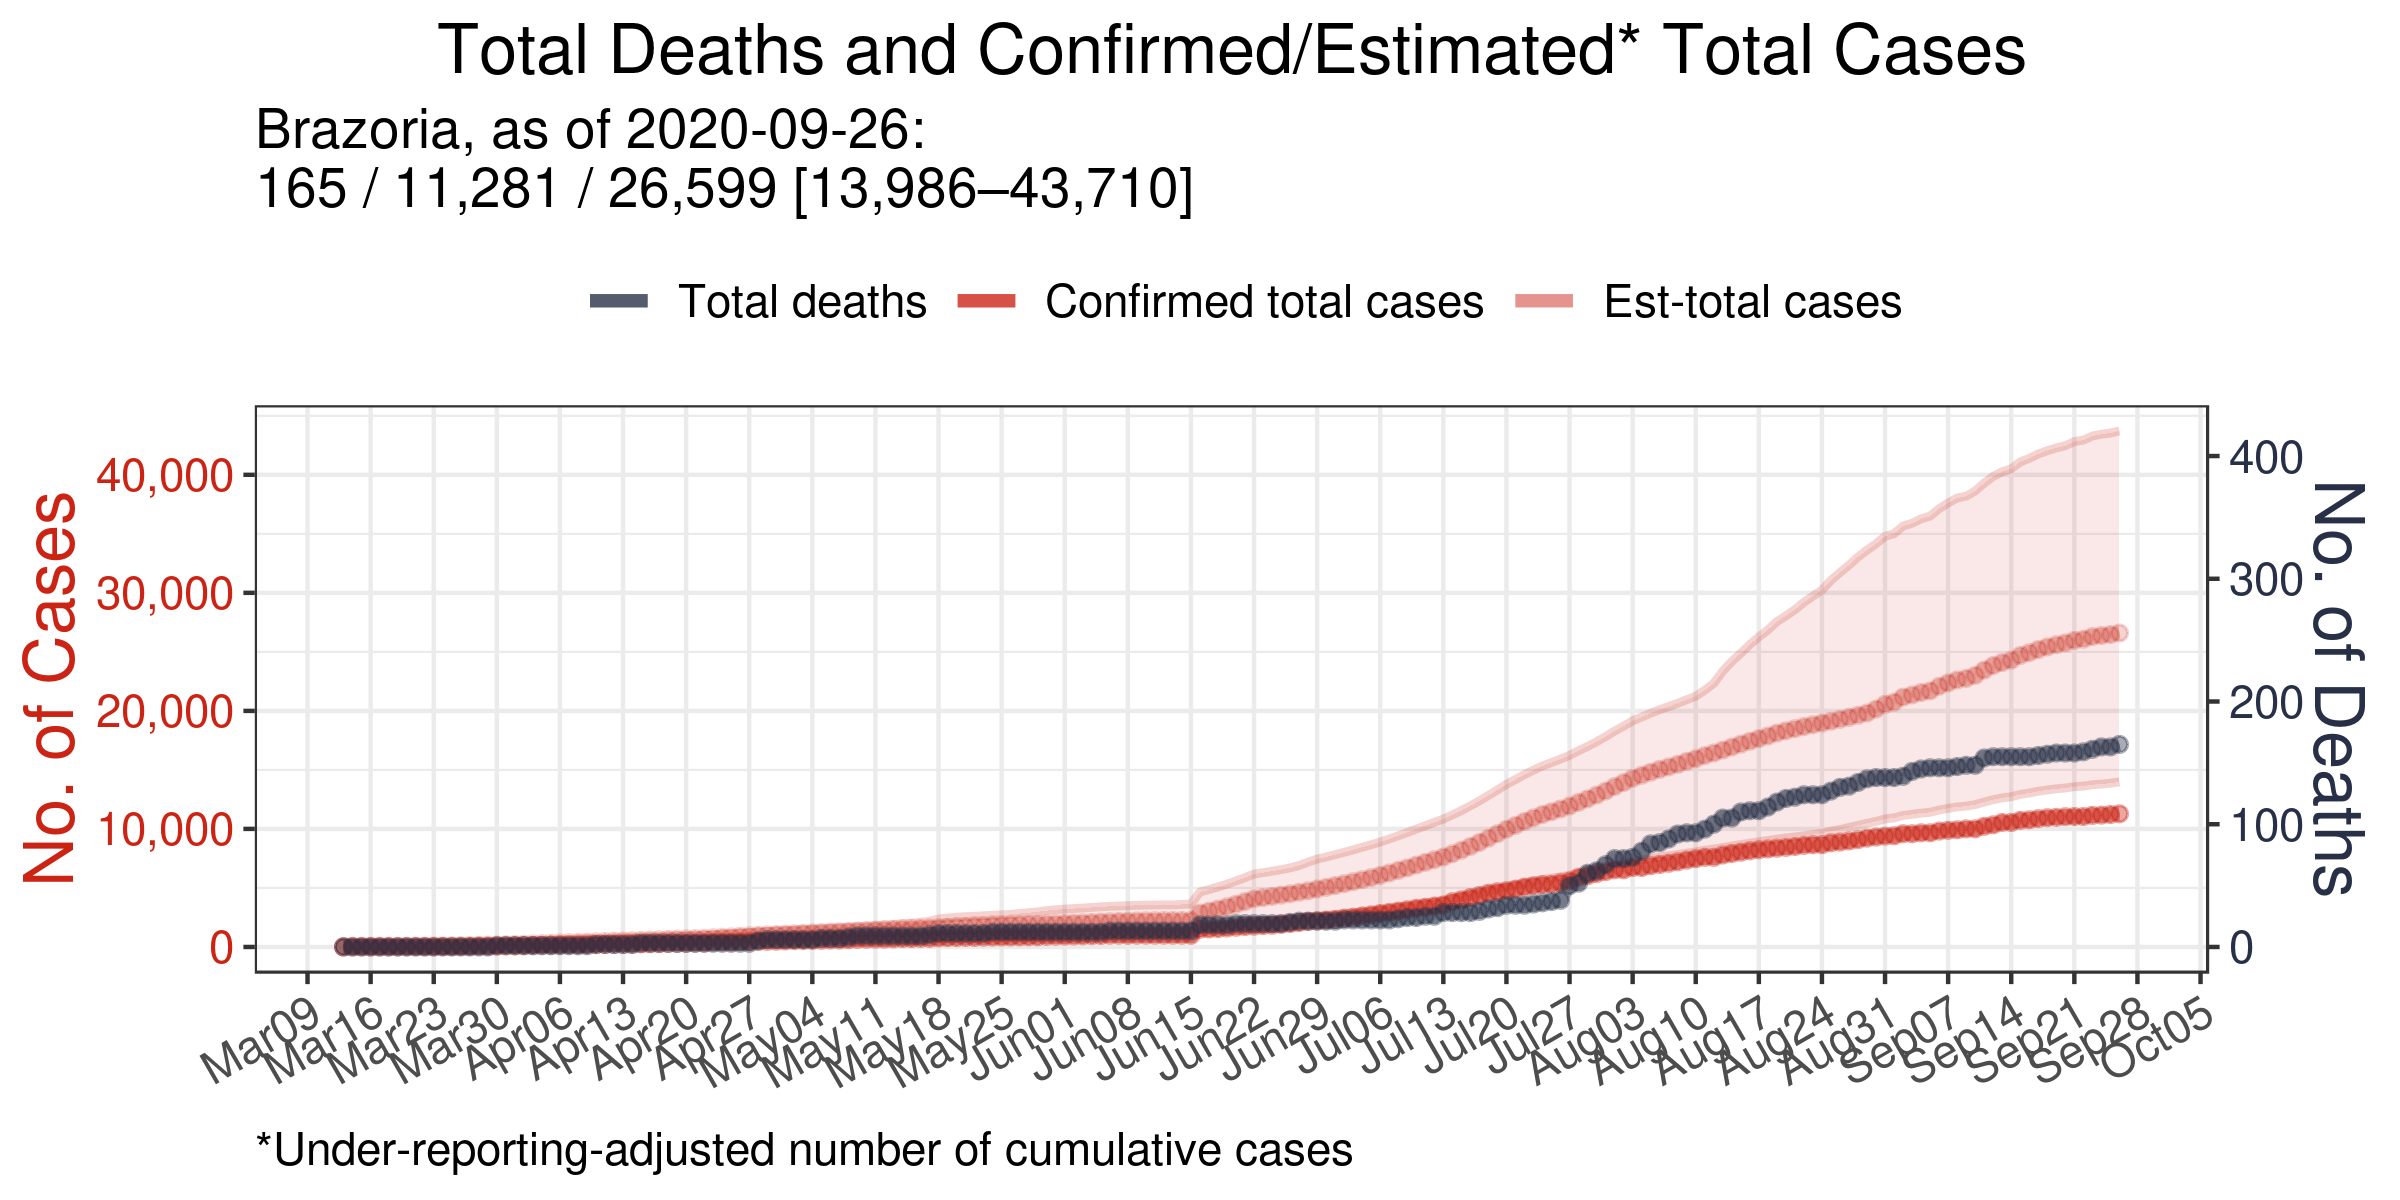 Total Deaths and Confirmed/Estimated* Total Cases
Brazoria, as of 2020-09-26:
165 / 11,281 / 26,599 [13,986–43,710]
Total deaths
Confirmed total cases
Est-total cases
No. of Cases
40,000
30,000
20,000
10,000
0
400
300
200
100
0
No. of Deaths
Mar09
Mar16
Mar23
Mar30
Apr06
Apr13
Apr20
Apr27
May04
May11
May18
May25
Jun01
Jun08
Jun15
Jun22
Jun29
Jul06
Jul13
Jul20
Jul27
Aug03
Aug10
Aug17
Aug24
Aug31
Sep07
Sep14
Sep21
Sep28
Oct05
*Under-reporting-adjusted number of cumulative cases